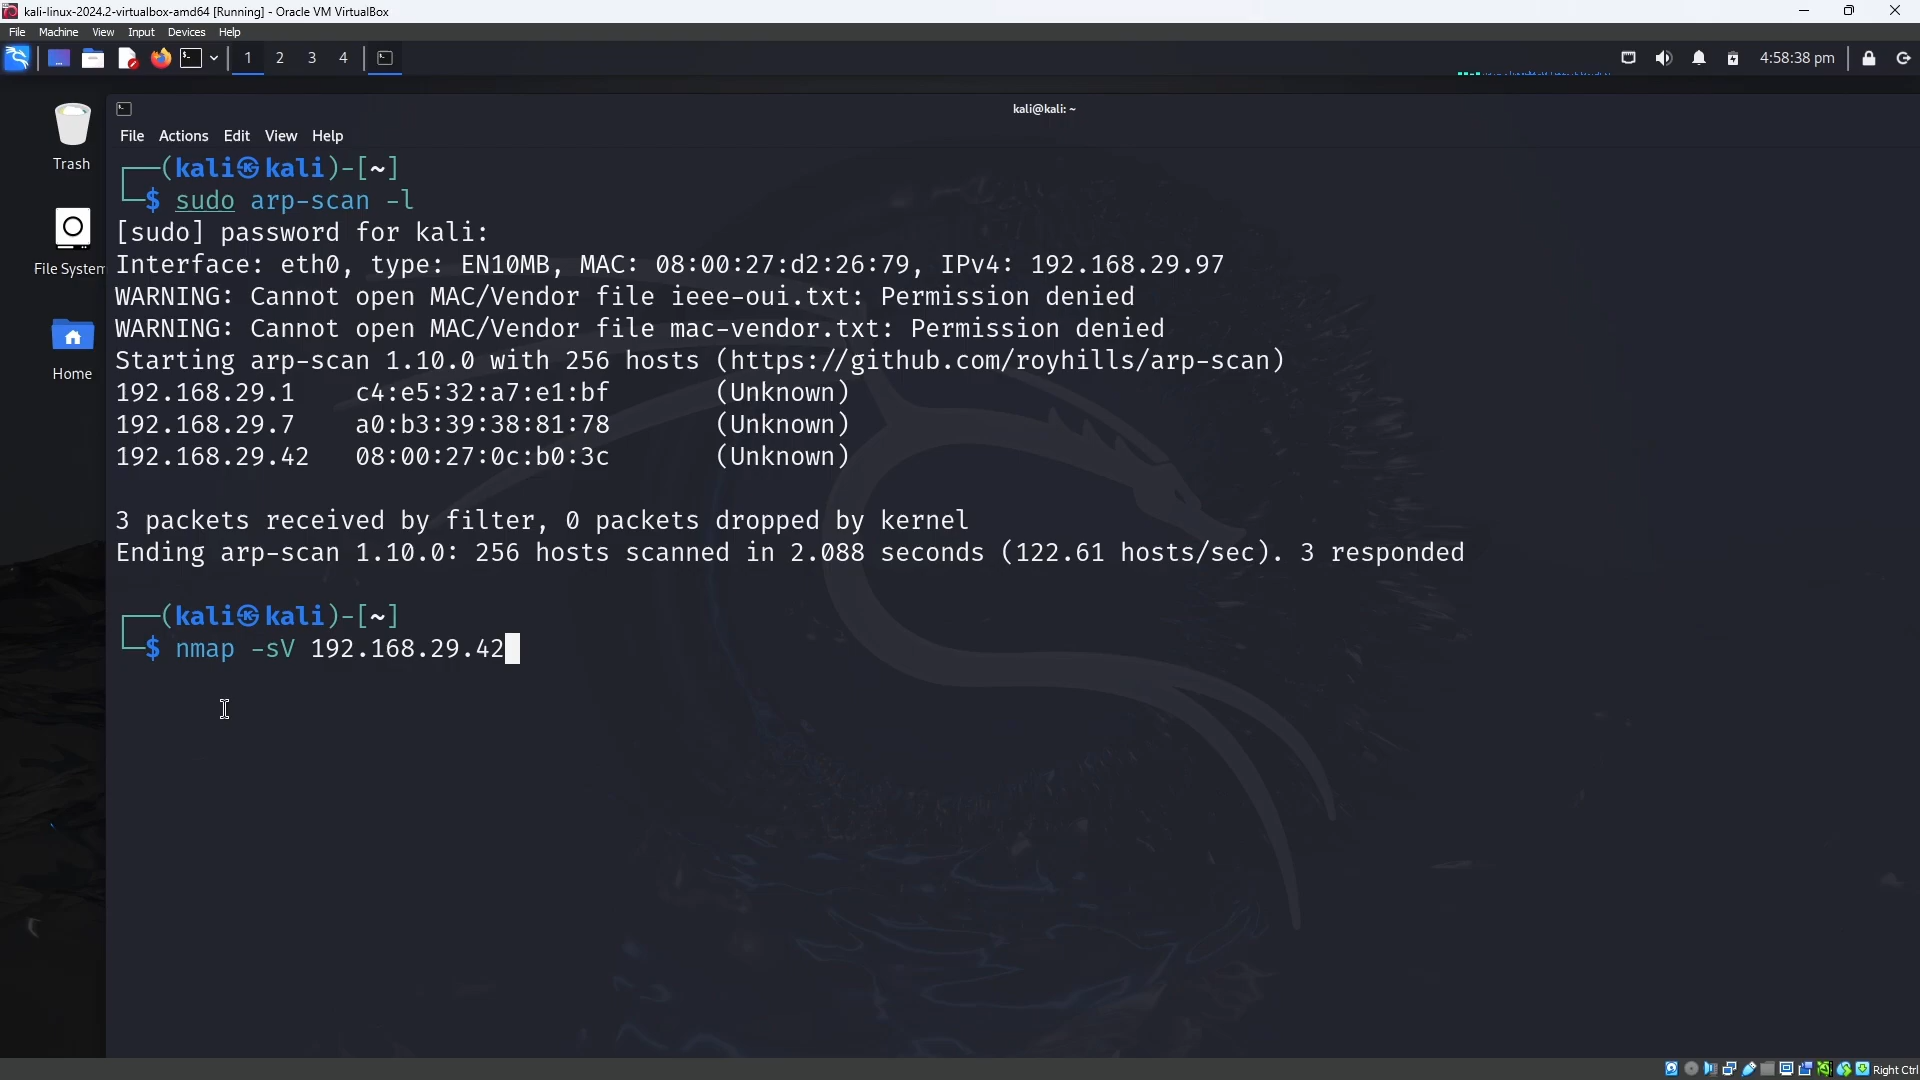 kali-linux-2024.2-virtualbox-amd64 [Running] - Oracle VM VirtualBox
File Machine View Input Devices Help
1 2 3 4 4:58:38 pm
kali@kali: ~
File Actions Edit View Help
Trash
File System
Home
┌──(kali㉿kali)-[~]
└─$ sudo arp-scan -l
[sudo] password for kali:
Interface: eth0, type: EN10MB, MAC: 08:00:27:d2:26:79, IPv4: 192.168.29.97
WARNING: Cannot open MAC/Vendor file ieee-oui.txt: Permission denied
WARNING: Cannot open MAC/Vendor file mac-vendor.txt: Permission denied
Starting arp-scan 1.10.0 with 256 hosts (https://github.com/royhills/arp-scan)
192.168.29.1 c4:e5:32:a7:e1:bf (Unknown)
192.168.29.7 a0:b3:39:38:81:78 (Unknown)
192.168.29.42 08:00:27:0c:b0:3c (Unknown)
3 packets received by filter, 0 packets dropped by kernel
Ending arp-scan 1.10.0: 256 hosts scanned in 2.088 seconds (122.61 hosts/sec). 3 responded
┌──(kali㉿kali)-[~]
└─$ nmap -sV 192.168.29.42
Right Ctrl